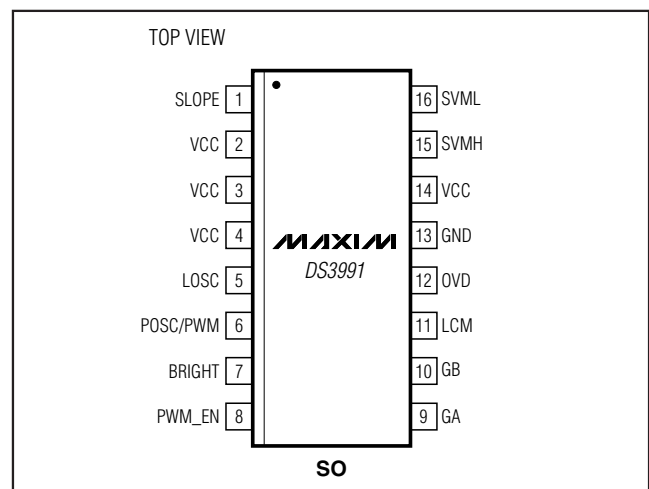 TOP VIEW
SLOPE 1
VCC 2
VCC 3
VCC 4
LOSC 5
POSC/PWM 6
BRIGHT 7
PWM_EN 8
16 SVML
15 SVMH
14 VCC
13 GND
12 OVD
11 LCM
10 GB
9 GA
MAXIM
DS3991
SO